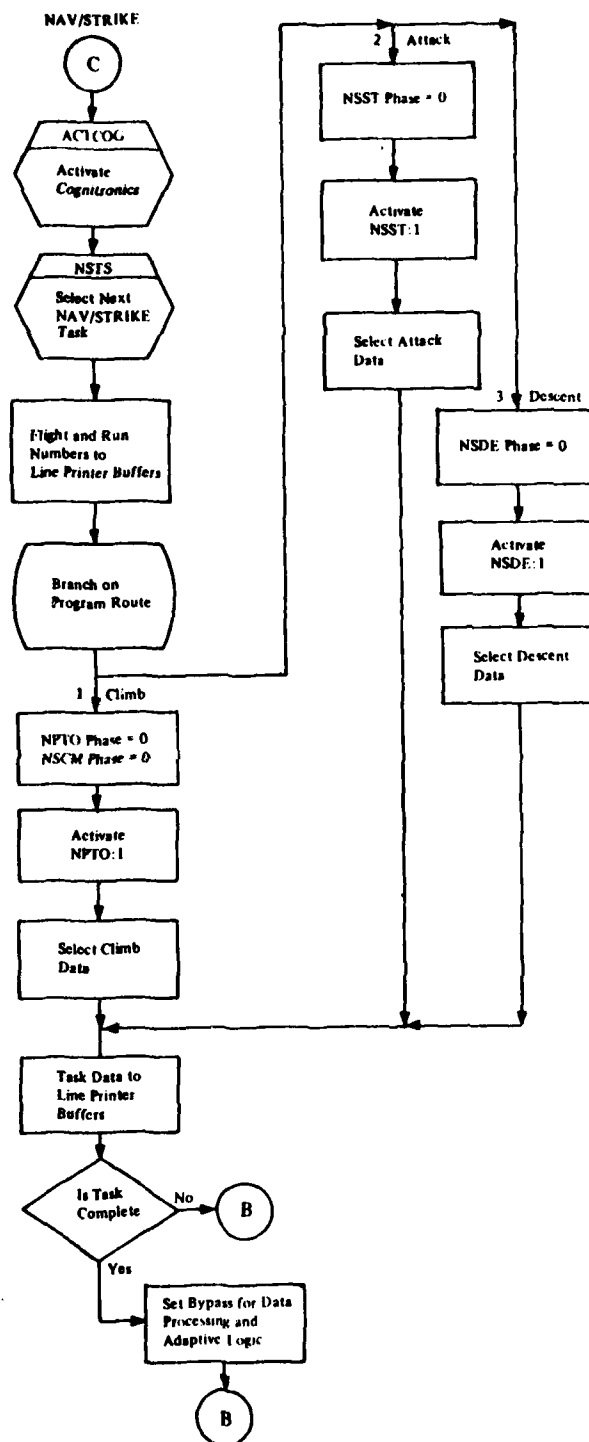 NAV/STRIKE
C
ACTCOG
Activate
Cognitronics
NSTS
Select Next
NAV/STRIKE
Task
Flight and Run
Numbers to
Line Printer Buffers
Branch on
Program Route
1 Climb
NPTO Phase = 0
NSCM Phase = 0
Activate
NPTO:1
Select Climb
Data
2 Attack
NSST Phase = 0
Activate
NSST:1
Select Attack
Data
3 Descent
NSDE Phase = 0
Activate
NSDE:1
Select Descent
Data
Task Data to
Line Printer
Buffers
Is Task
Complete
No
B
Yes
Set Bypass for Data
Processing and
Adaptive Logic
B